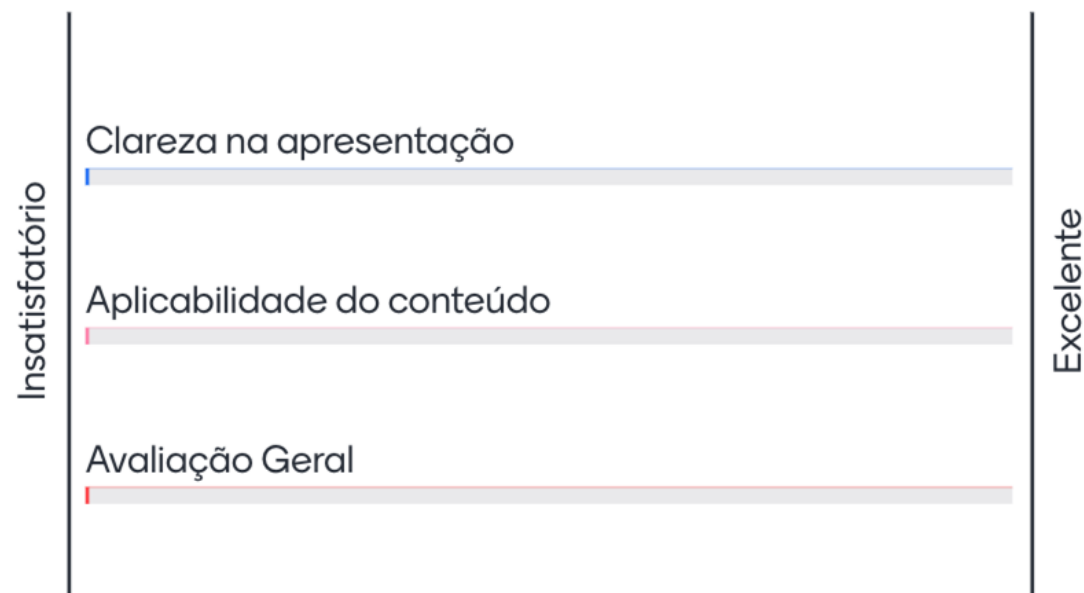 Insatisfatório
Clareza na apresentação
Aplicabilidade do conteúdo
Avaliação Geral
Excelente